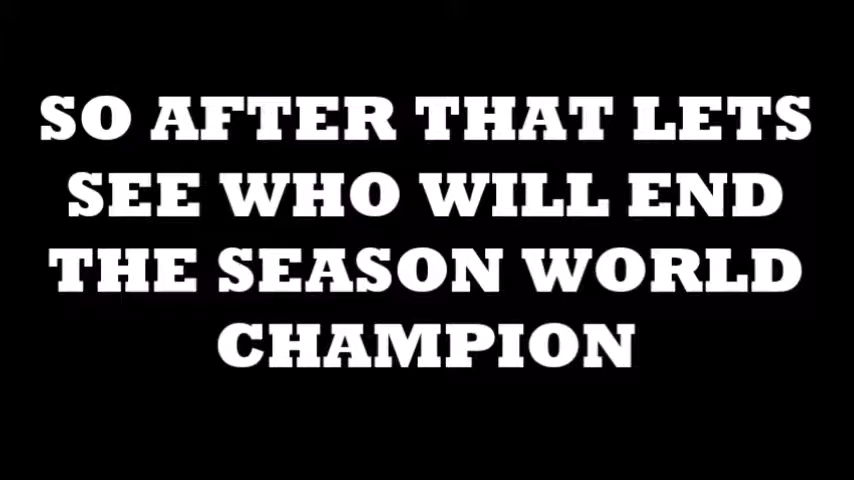 SO AFTER THAT LETS
SEE WHO WILL END
THE SEASON WORLD
CHAMPION